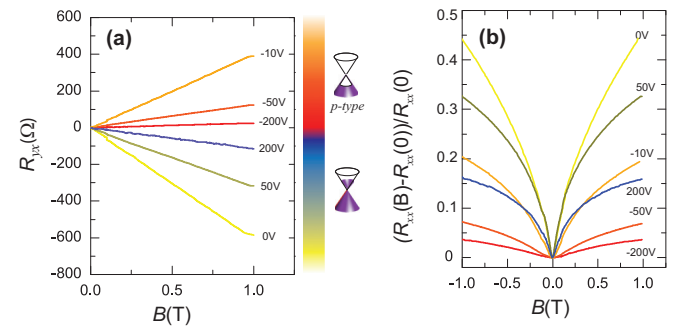 (a)
600
400
200
0
-200
-400
-600
-800
R_yx(Ω)
-10V
-50V
-200V
200V
50V
0V
0.0
0.5
1.0
B(T)
p-type
(b)
0.5
0.4
0.3
0.2
0.1
0
(R_xx(B)-R_xx(0))/R_xx(0)
0V
50V
-10V
200V
-50V
-200V
-1.0
-0.5
0.0
0.5
1.0
B(T)